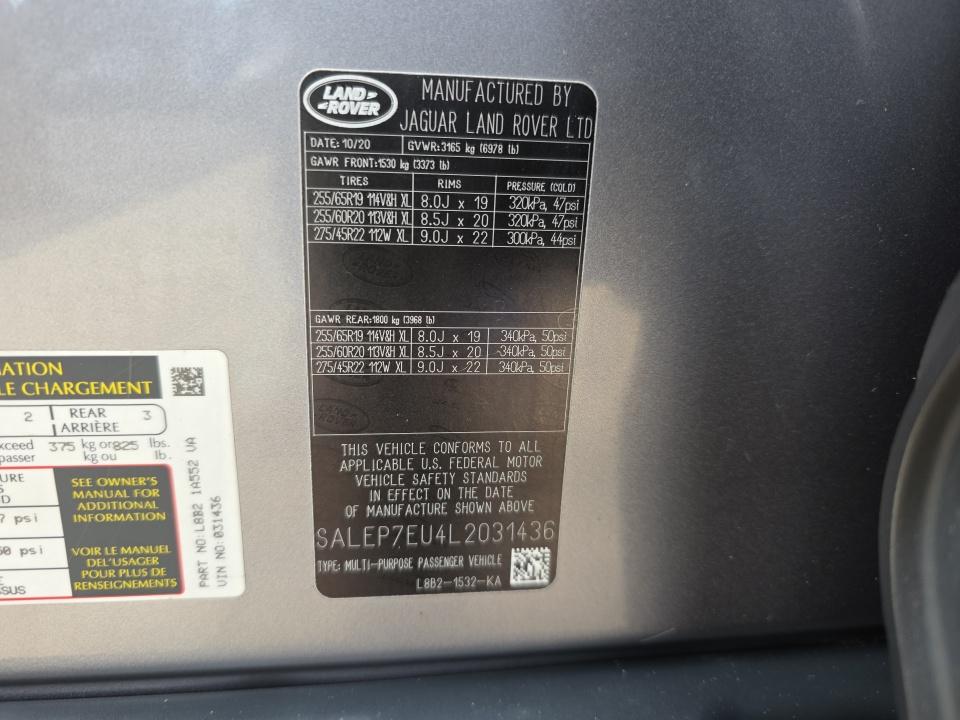 LAND-
-ROVER
MANUFACTURED BY
JAGUAR LAND ROVER LTD
DATE: 10/20 GVWR:3165 kg (6978 lb)
GAWR FRONT:1530 kg (3373 lb)
TIRES RIMS PRESSURE (COLD)
255/65R19 114V&H XL 8.0J x 19 320kPa, 47psi
255/60R20 113V&H XL 8.5J x 20 320kPa, 47psi
275/45R22 112W XL 9.0J x 22 300kPa, 44psi
GAWR REAR:1800 kg (3968 lb)
255/65R19 114V&H XL 8.0J x 19 340kPa, 50psi
255/60R20 113V&H XL 8.5J x 20 340kPa, 50psi
275/45R22 112W XL 9.0J x 22 340kPa, 50psi
THIS VEHICLE CONFORMS TO ALL
APPLICABLE U.S. FEDERAL MOTOR
VEHICLE SAFETY STANDARDS
IN EFFECT ON THE DATE
OF MANUFACTURE SHOWN ABOVE
SALEP7EU4L2031436
TYPE: MULTI-PURPOSE PASSENGER VEHICLE
L8B2-1532-KA
MATION
LE CHARGEMENT
2 REAR 3
ARRIÈRE
exceed 375 kg or 825 lbs.
passer kg ou lb.
URE
S
D
7 psi
50 psi
E
SSUS
SEE OWNER'S
MANUAL FOR
ADDITIONAL
INFORMATION
VOIR LE MANUEL
DEL'USAGER
POUR PLUS DE
RENSEIGNEMENTS
PART NO:L8B2 1A552 VA
VIN NO:031436